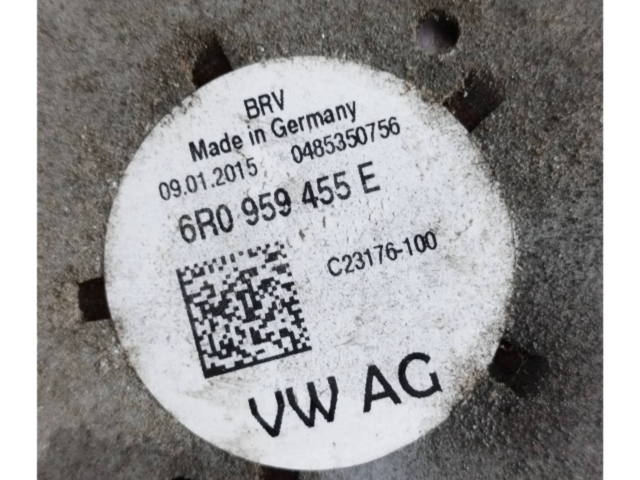 BRV
Made in Germany
09.01.2015 0485350756
6R0 959 455 E
C23176-100
VW AG